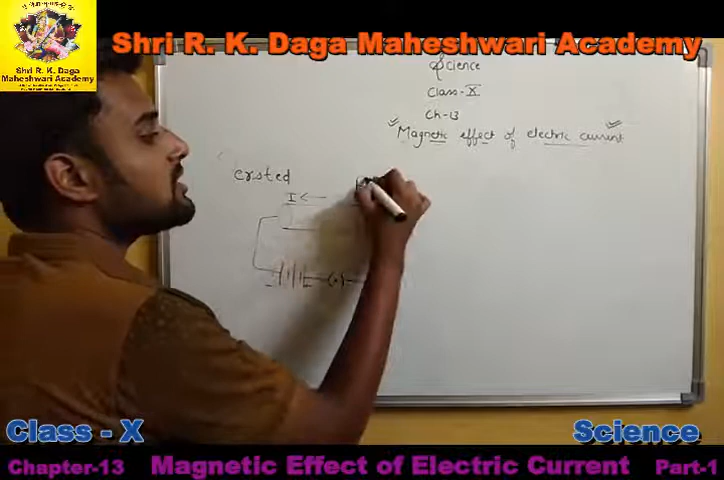 Shri R. K. Daga Maheshwari Academy
Shri R. K. Daga
Maheshwari Academy
Science
Class - X
Ch-13
Magnetic effect of electric current
ersted
I
Class - X
Science
Chapter-13 Magnetic Effect of Electric Current Part-1